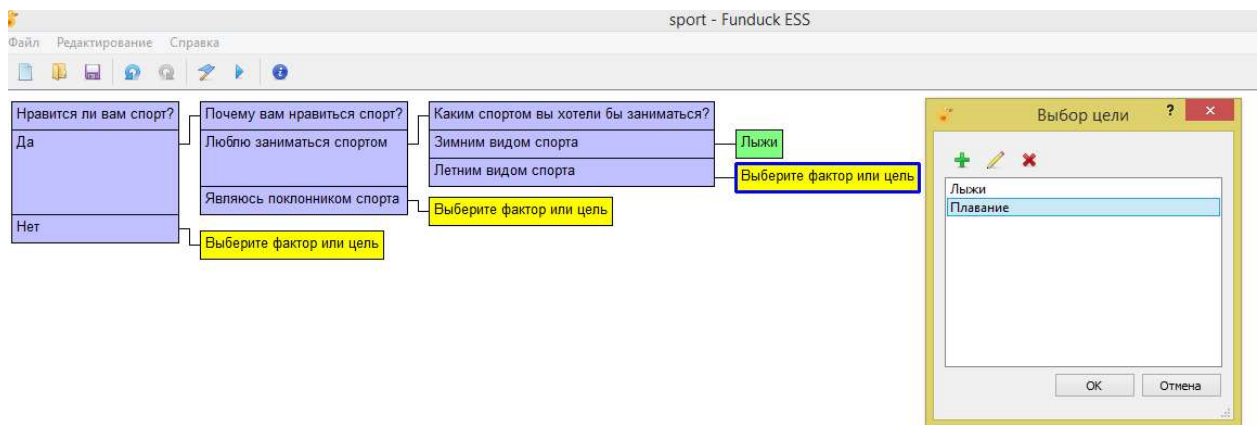 sport - Funduck ESS
Файл Редактирование Справка
Нравится ли вам спорт?
Да
Нет
Почему вам нравиться спорт?
Люблю заниматься спортом
Являюсь поклонником спорта
Выберите фактор или цель
Каким спортом вы хотели бы заниматься?
Зимним видом спорта
Летним видом спорта
Выберите фактор или цель
Лыжи
Выберите фактор или цель
Выбор цели
?
Лыжи
Плавание
OK Отмена